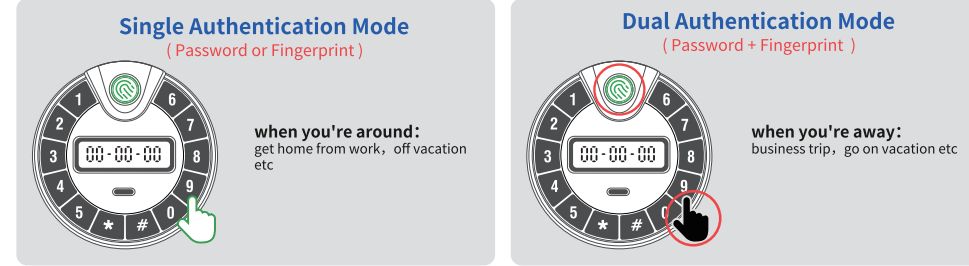 Single Authentication Mode
( Password or Fingerprint )
1
6
2
7
3
00-00-00
8
4
9
5
0
*
#
when you're around：
get home from work，off vacation
etc
Dual Authentication Mode
( Password + Fingerprint )
1
6
2
7
3
00-00-00
8
4
9
5
0
*
#
when you're away：
business trip，go on vacation etc